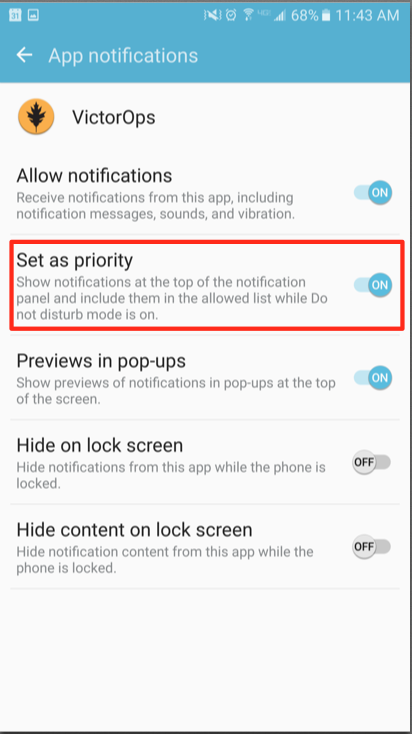 31 68% 11:43 AM
App notifications
VictorOps
Allow notifications
Receive notifications from this app, including
notification messages, sounds, and vibration.
ON
Set as priority
Show notifications at the top of the notification
panel and include them in the allowed list while Do
not disturb mode is on.
ON
Previews in pop-ups
Show previews of notifications in pop-ups at the top
of the screen.
ON
Hide on lock screen
Hide notifications from this app while the phone is
locked.
OFF
Hide content on lock screen
Hide notification content from this app while the
phone is locked.
OFF